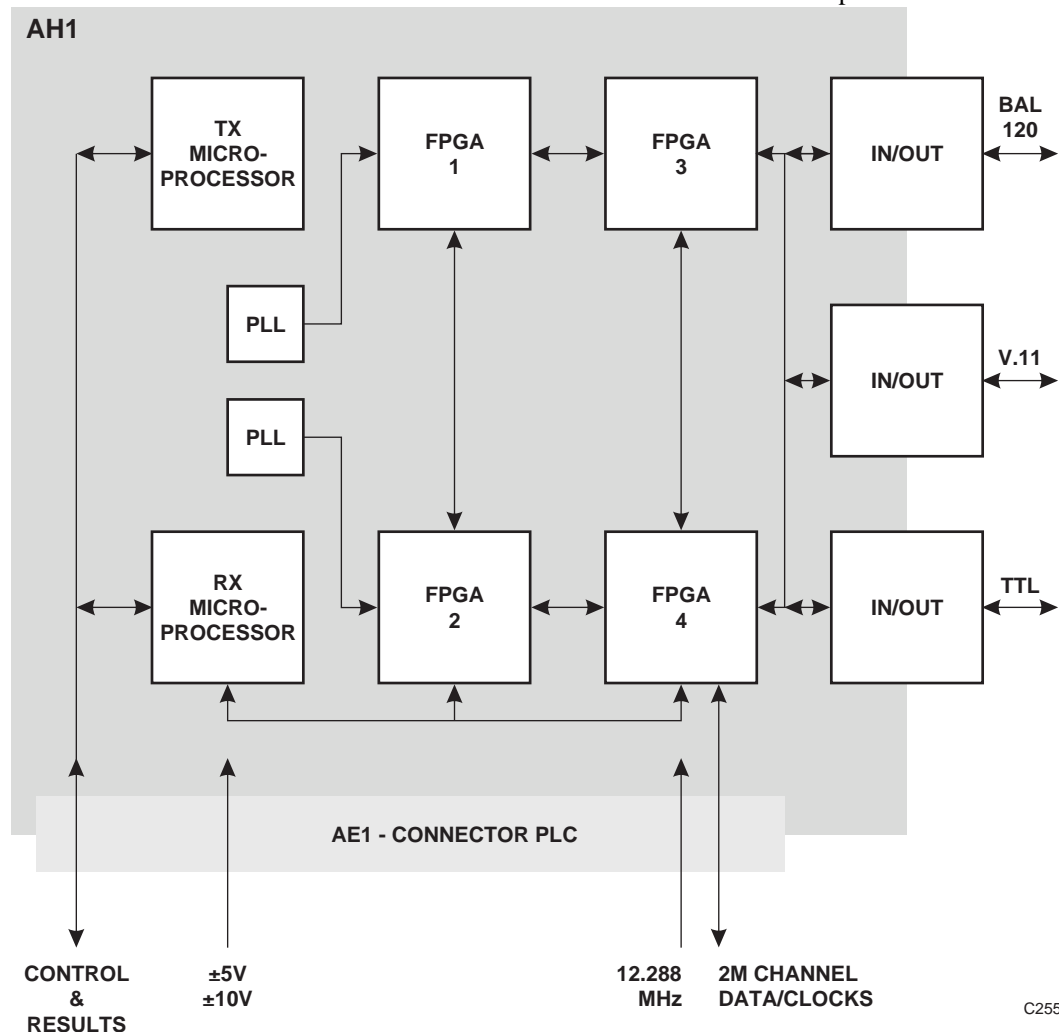 AH1
TX
MICRO-
PROCESSOR
FPGA
1
FPGA
3
IN/OUT
BAL
120
PLL
IN/OUT
V.11
PLL
RX
MICRO-
PROCESSOR
FPGA
2
FPGA
4
IN/OUT
TTL
AE1 - CONNECTOR PLC
CONTROL
&
RESULTS
±5V
±10V
12.288
MHz
2M CHANNEL
DATA/CLOCKS
C255